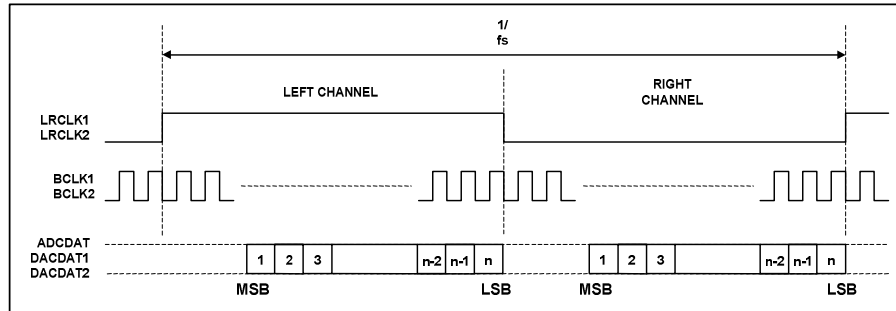 1/
fs
LEFT CHANNEL
RIGHT
CHANNEL
LRCLK1
LRCLK2
BCLK1
BCLK2
ADCDAT
DACDAT1
DACDAT2
1 2 3 n-2 n-1 n 1 2 3 n-2 n-1 n
MSB LSB MSB LSB